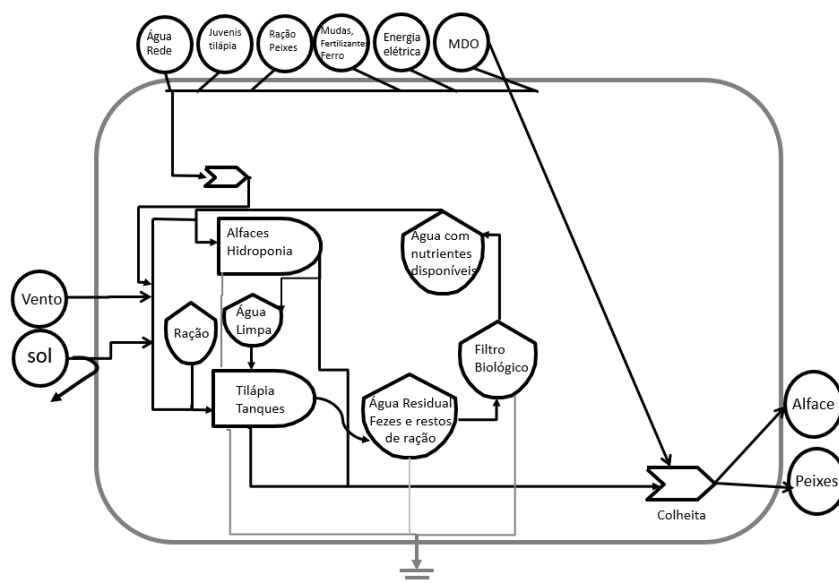 Água
Rede
Juvenis
tilápia
Ração
Peixes
Mudas,
Fertilizantes
Ferro
Energia
elétrica
MDO
Alfaces
Hidroponia
Água com
nutrientes
disponíveis
Vento
sol
Ração
Água
Limpa
Filtro
Biológico
Tilápia
Tanques
Água Residual
Fezes e restos
de ração
Alface
Peixes
Colheita